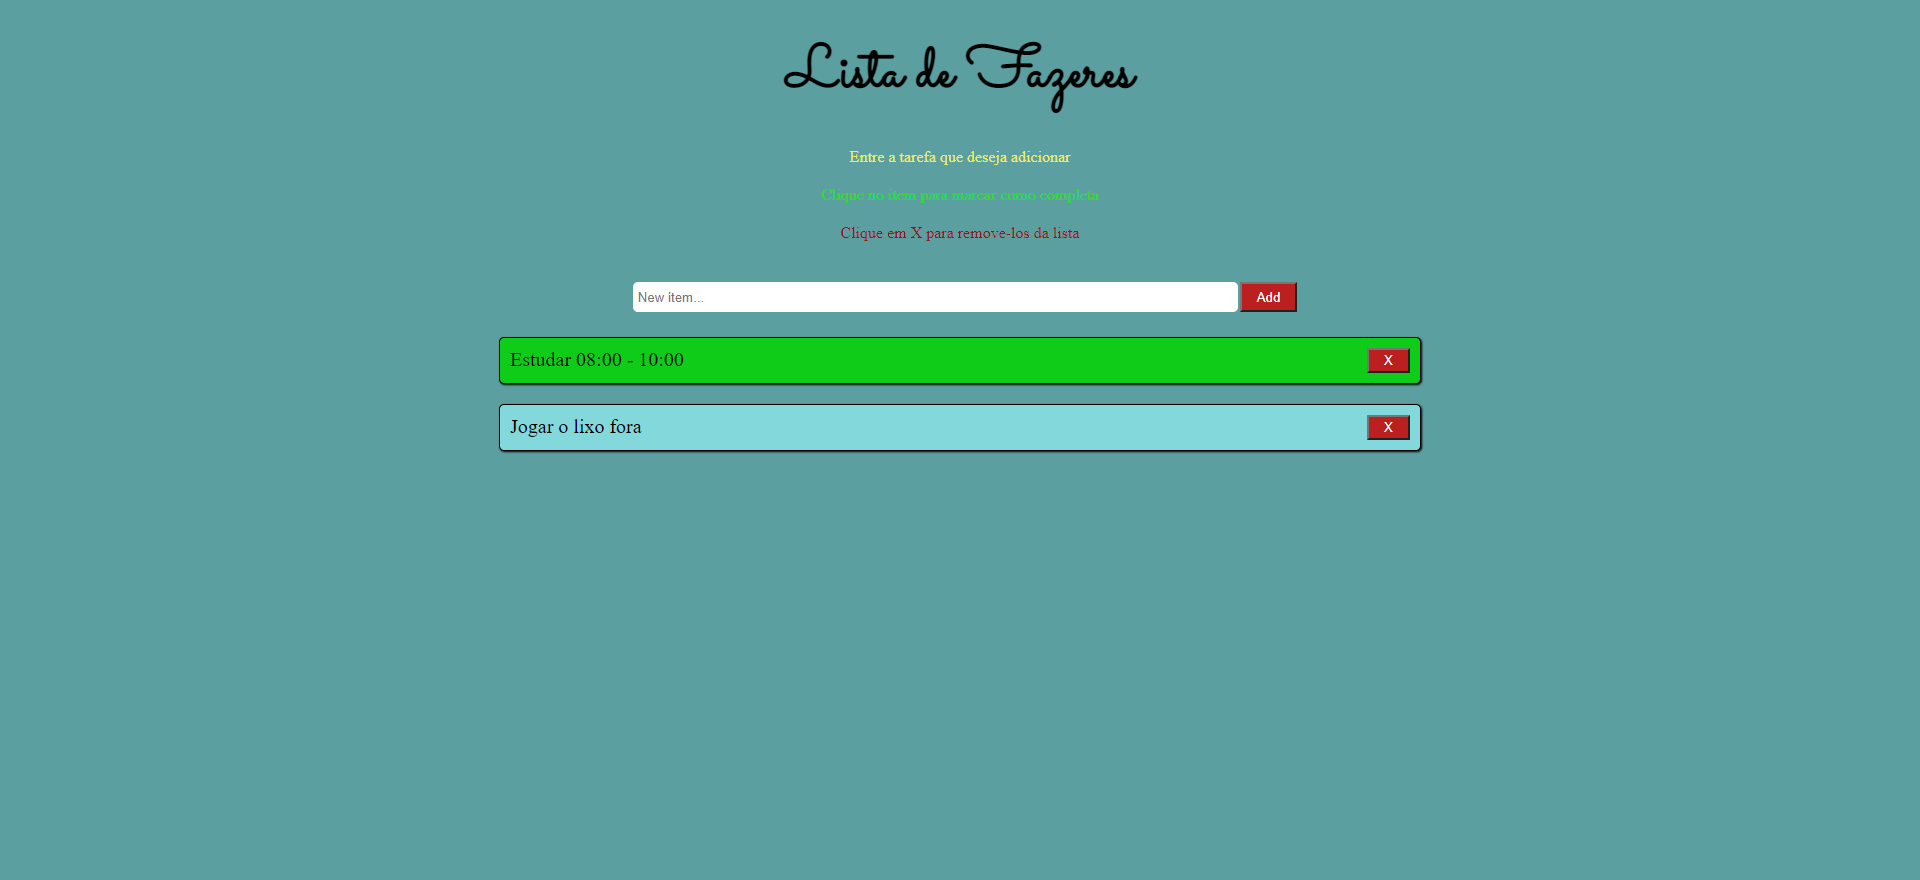 Lista de Fazeres
Entre a tarefa que deseja adicionar
Clique no item para marcar como completa
Clique em X para remove-los da lista
New item...
Add
Estudar 08:00 - 10:00
X
Jogar o lixo fora
X